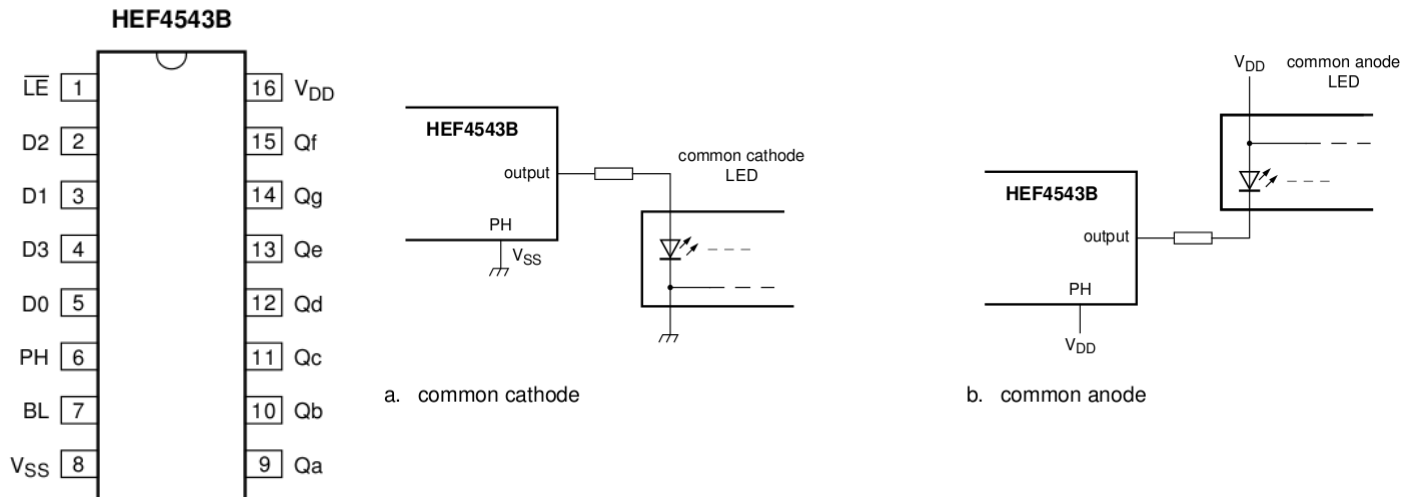 HEF4543B
LE 1 16 VDD
D2 2 15 Qf
D1 3 14 Qg
D3 4 13 Qe
D0 5 12 Qd
PH 6 11 Qc
BL 7 10 Qb
VSS 8 9 Qa
HEF4543B
output
PH
VSS
common cathode
LED
a. common cathode
VDD
common anode
LED
HEF4543B
output
PH
VDD
b. common anode